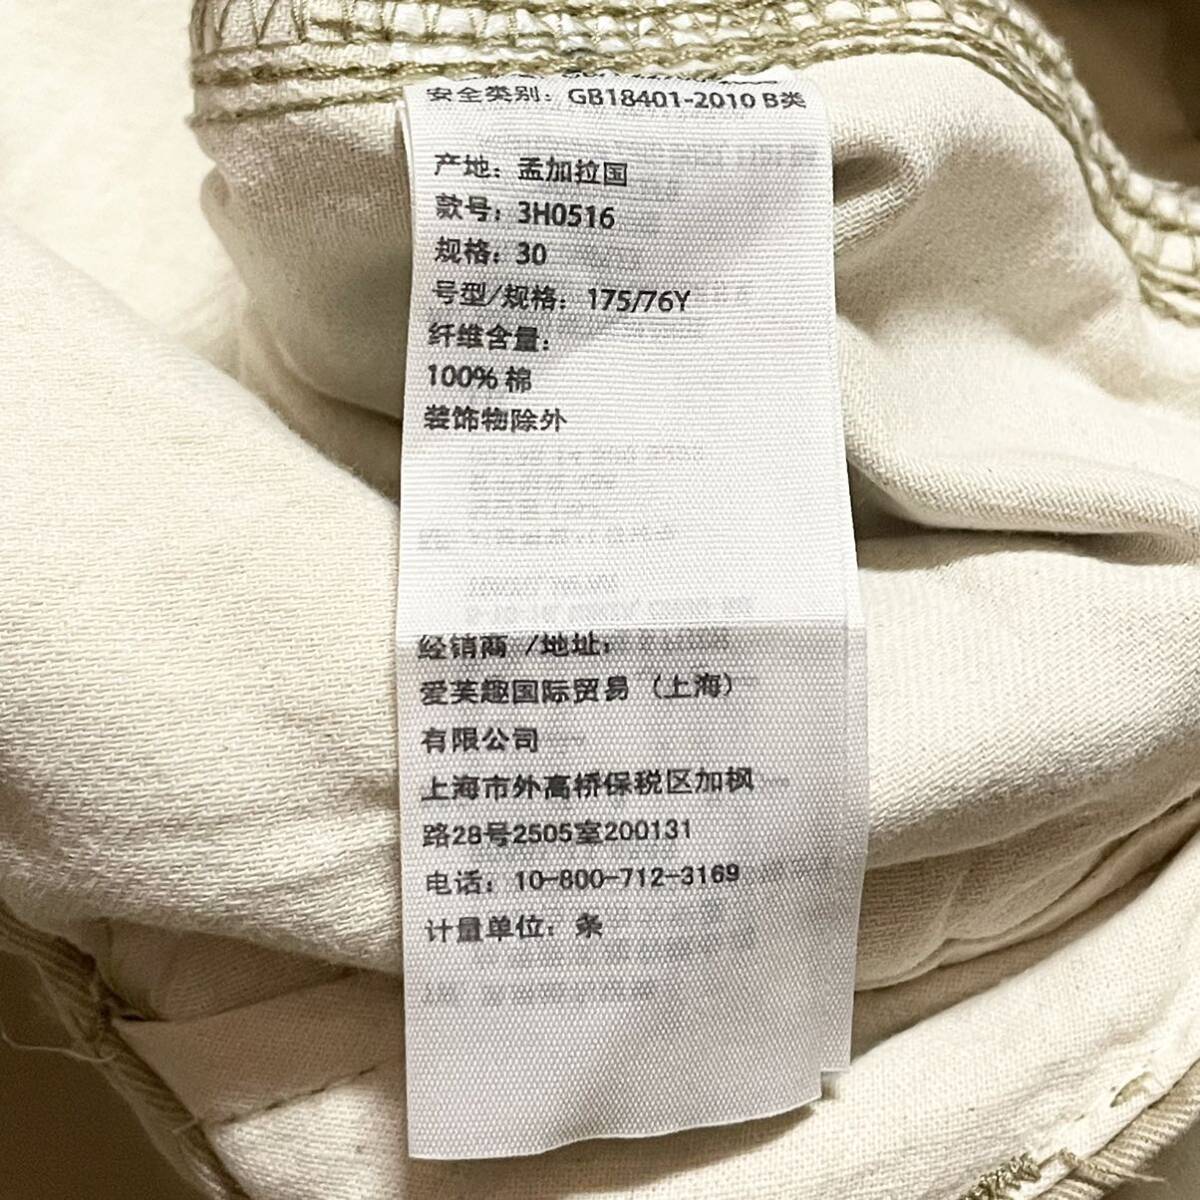 安全类别: GB18401-2010 B类
产地: 孟加拉国
款号: 3H0516
规格: 30
号型/规格: 175/76Y
纤维含量:
100% 棉
装饰物除外
经销商 /地址:
爱芙趣国际贸易（上海）
有限公司
上海市外高桥保税区加枫
路28号2505室200131
电话: 10-800-712-3169
计量单位: 条